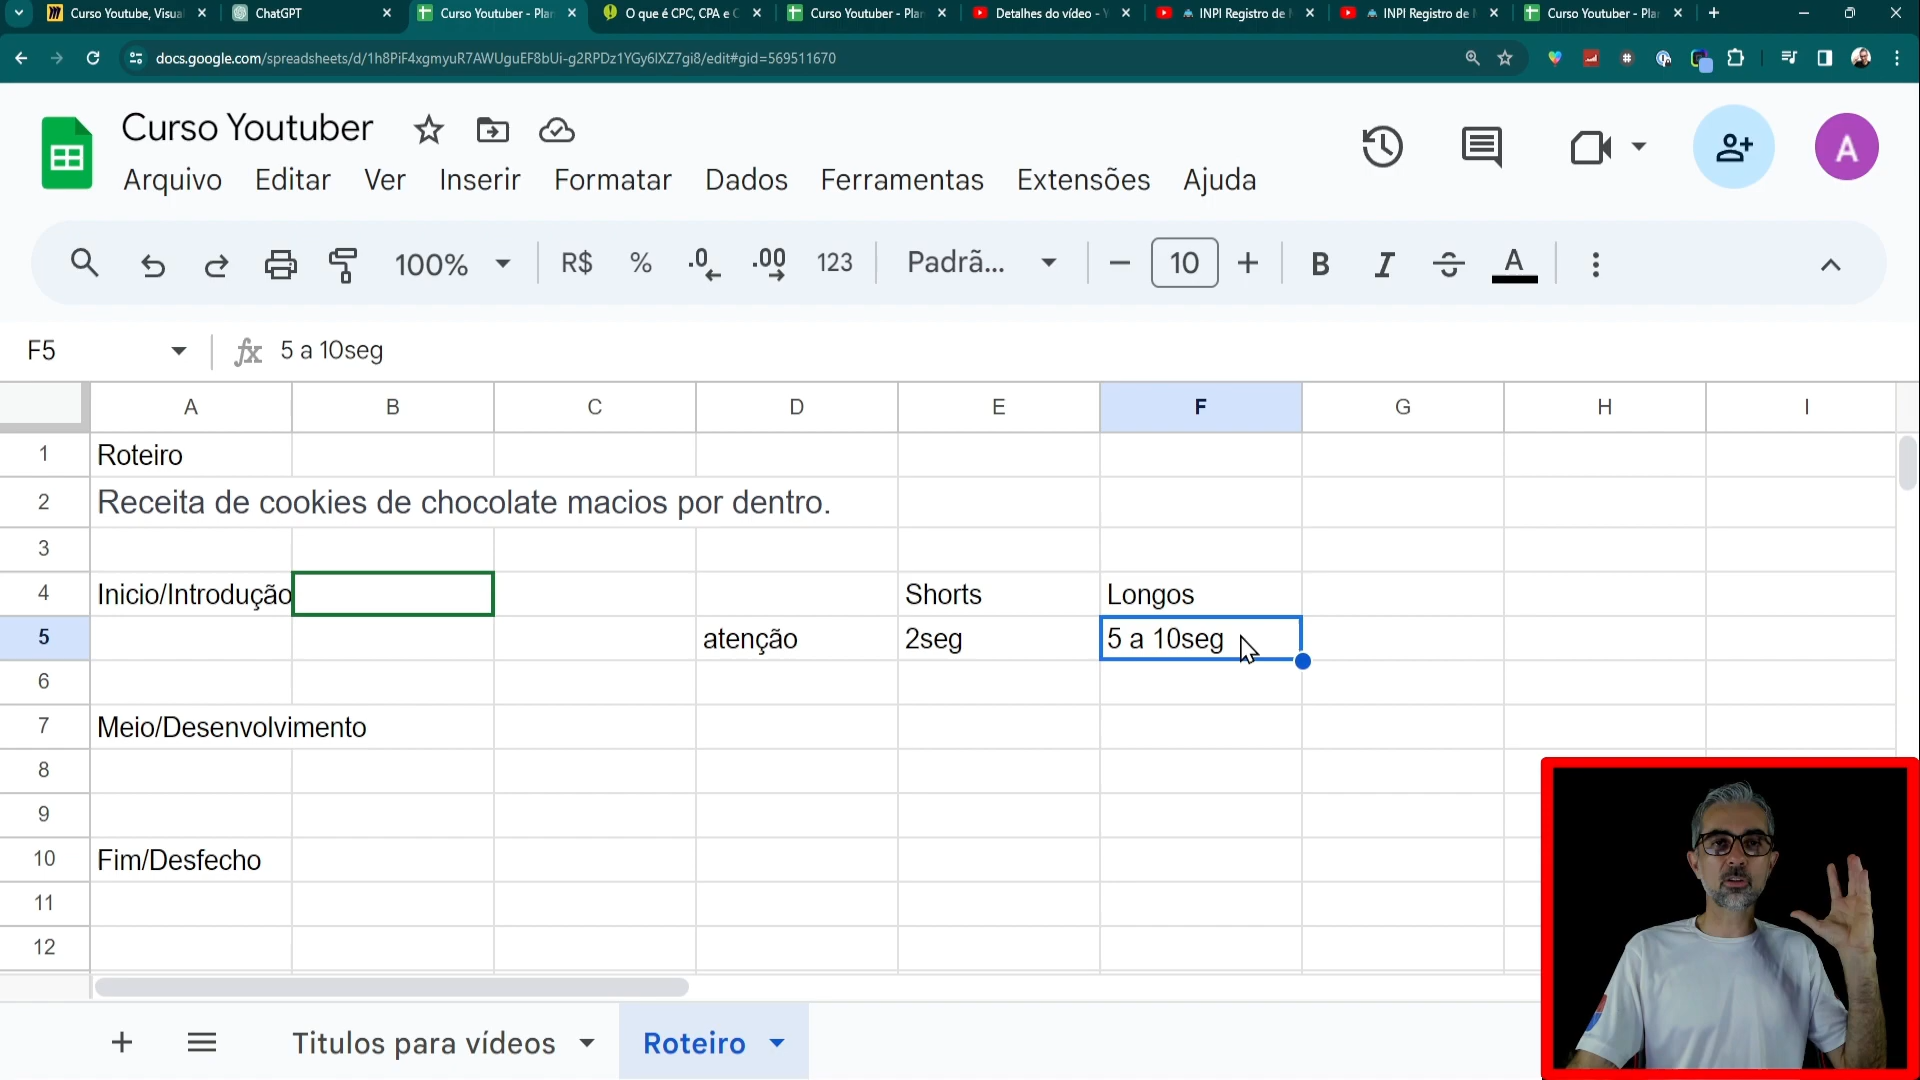 Curso Youtube, Visua
ChatGPT
Curso Youtuber - Plan
O que é CPC, CPA e C
Curso Youtuber - Plan
Detalhes do vídeo - Y
INPI Registro de
INPI Registro de
Curso Youtuber - Plan
docs.google.com/spreadsheets/d/1h8PiF4xgmyuR7AWUguEF8bUi-g2RPDz1YGy6IXZ7gi8/edit#gid=569511670
Curso Youtuber
Arquivo Editar Ver Inserir Formatar Dados Ferramentas Extensões Ajuda
A
100% R$ % .0 .00 123 Padrã... 10 B I S A
F5 fx 5 a 10seg
A B C D E F G H I
1 Roteiro
2 Receita de cookies de chocolate macios por dentro.
3
4 Inicio/Introdução Shorts Longos
5 atenção 2seg 5 a 10seg
6
7 Meio/Desenvolvimento
8
9
10 Fim/Desfecho
11
12
Titulos para vídeos Roteiro